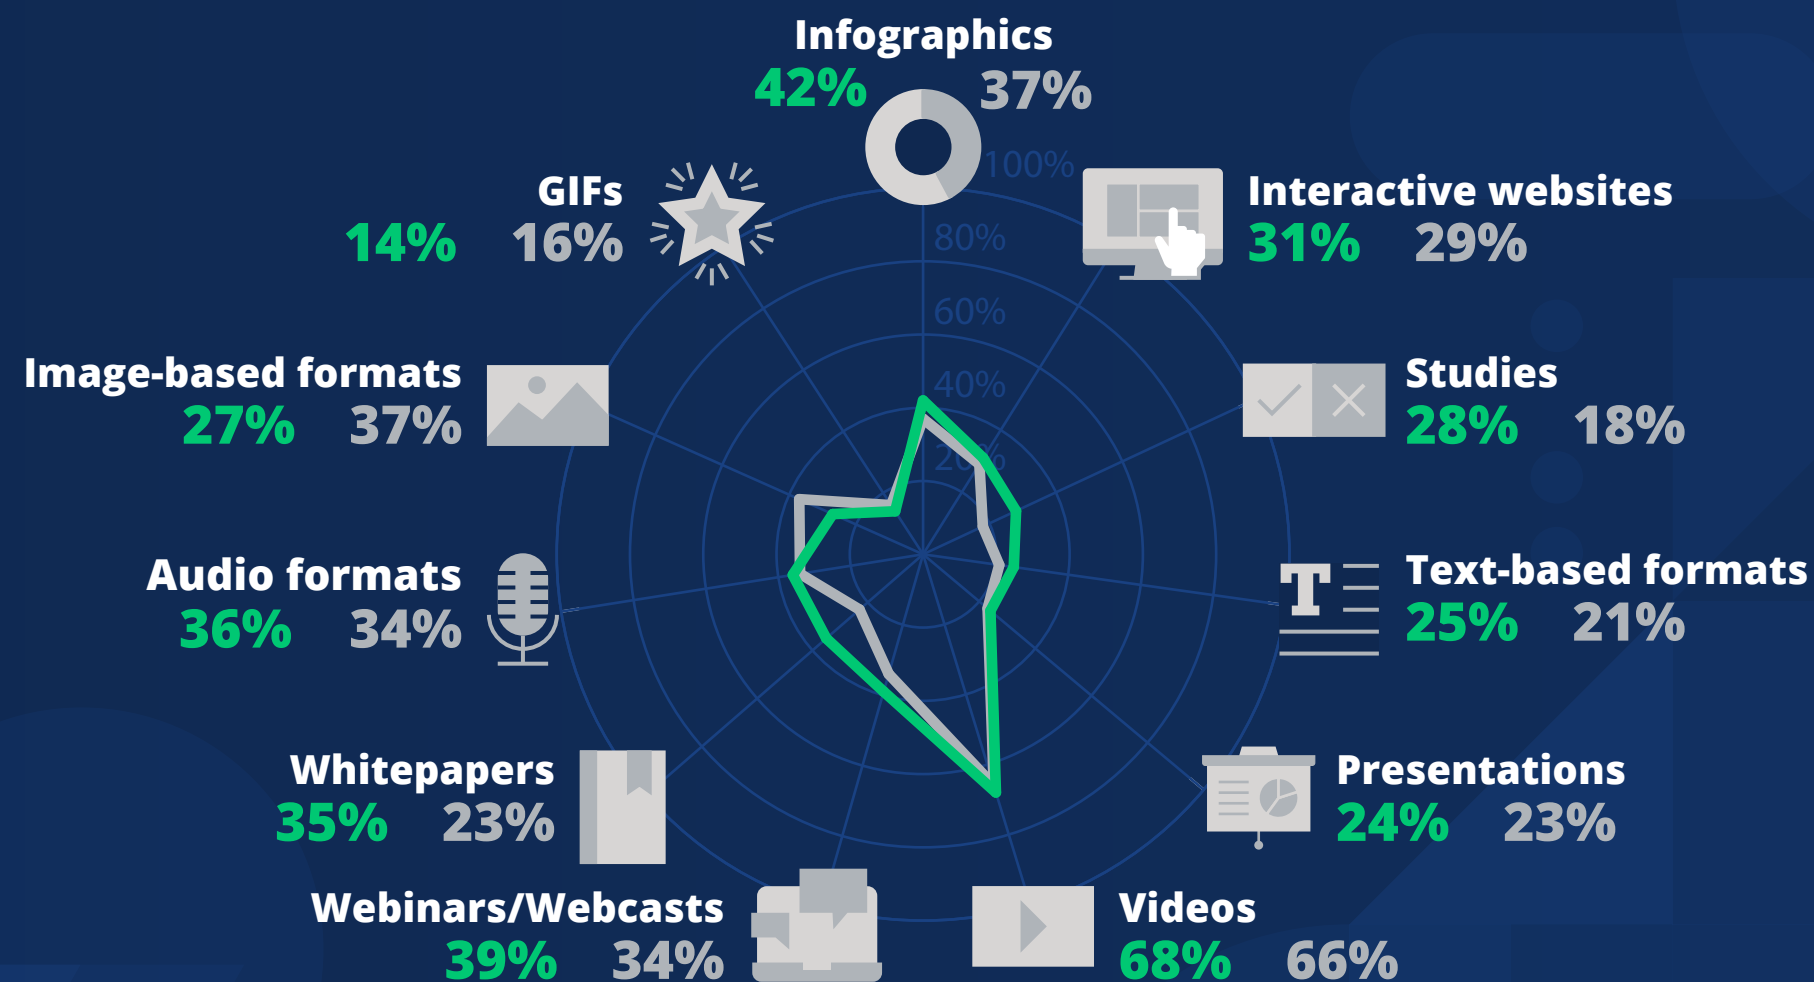 Infographics
42% 37%
100%
80%
60%
40%
20%
Interactive websites
31% 29%
Studies
28% 18%
Text-based formats
25% 21%
T
Presentations
24% 23%
Videos
68% 66%
Webinars/Webcasts
39% 34%
Whitepapers
35% 23%
Audio formats
36% 34%
Image-based formats
27% 37%
GIFs
14% 16%